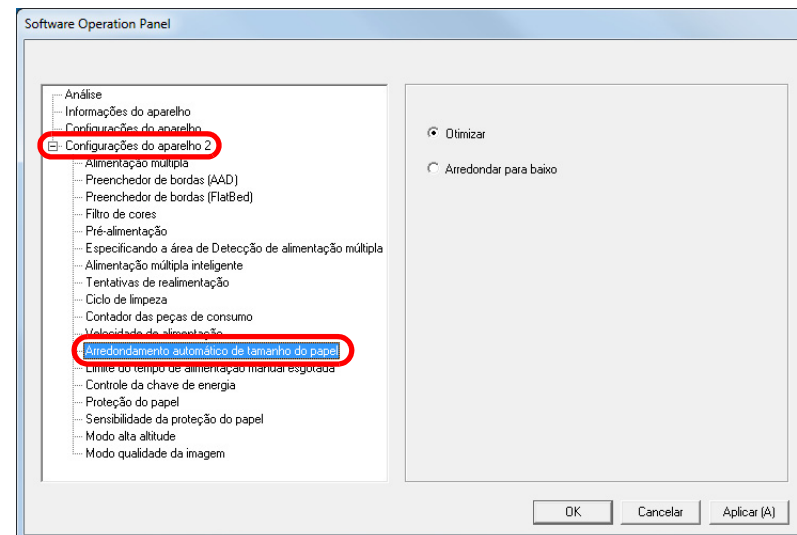 Software Operation Panel
Análise
Informações do aparelho
Configurações do aparelho
Configurações do aparelho 2
Alimentação múltipla
Preenchedor de bordas (AAD)
Preenchedor de bordas (FlatBed)
Filtro de cores
Pré-alimentação
Especificando a área de Detecção de alimentação múltipla
Alimentação múltipla inteligente
Tentativas de realimentação
Ciclo de limpeza
Contador das peças de consumo
Velocidade de alimentação
Arredondamento automático de tamanho do papel
Limite do tempo de alimentação manual esgotada
Controle da chave de energia
Proteção do papel
Sensibilidade da proteção do papel
Modo alta altitude
Modo qualidade da imagem
Otimizar
Arredondar para baixo
OK
Cancelar
Aplicar (A)